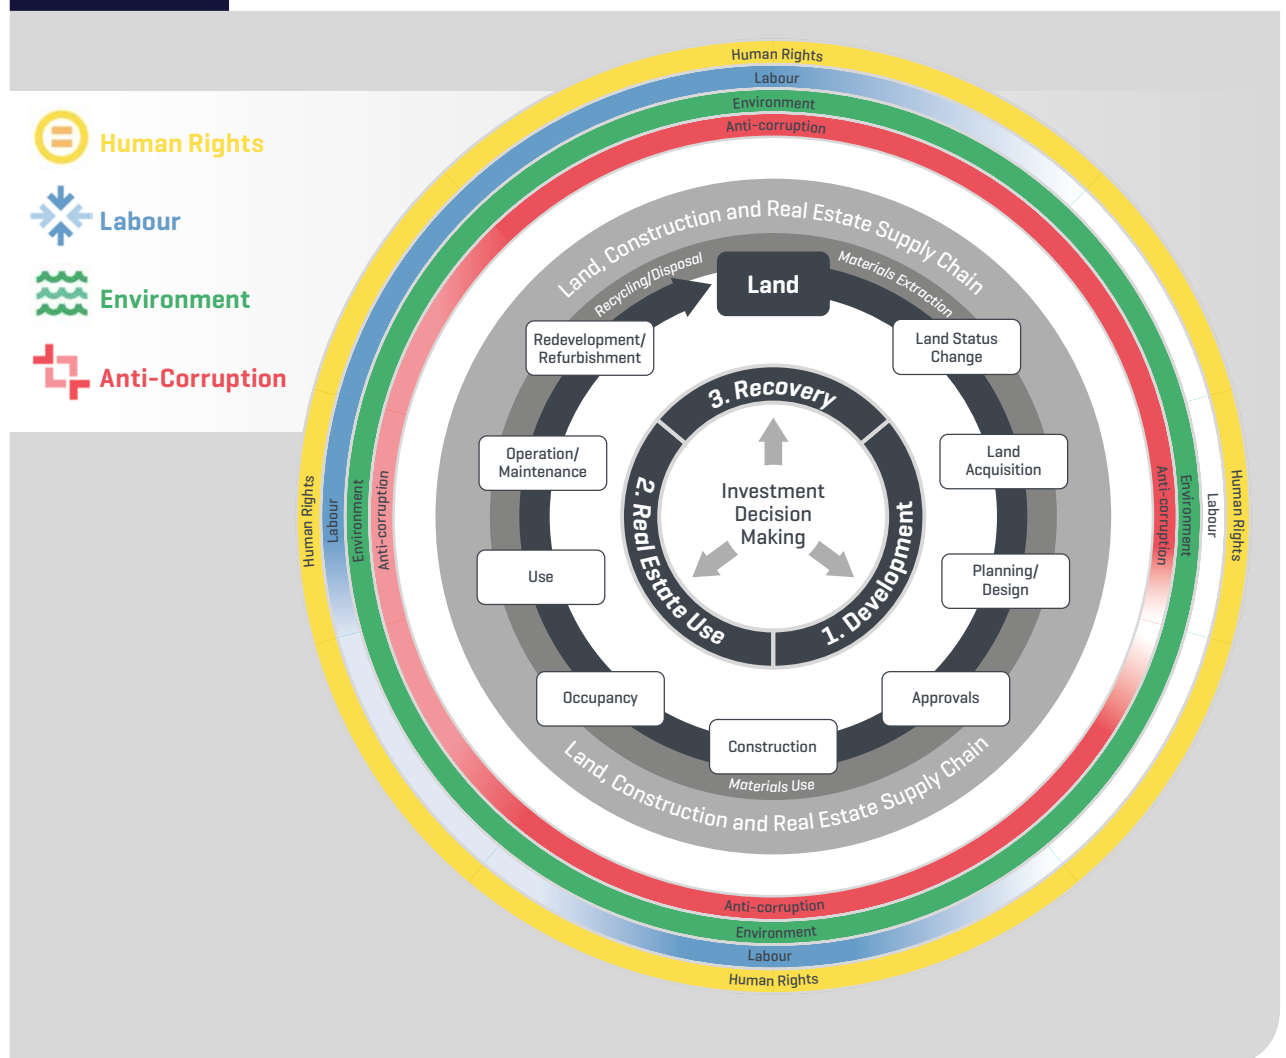 Human Rights
Labour
Environment
Anti-Corruption
Human Rights
Labour
Environment
Anti-corruption
Land, Construction and Real Estate Supply Chain
Recycling/Disposal
Materials Extraction
Land
Land Status
Change
Land
Acquisition
Planning/
Design
Approvals
Construction
Occupancy
Use
Operation/
Maintenance
Redevelopment/
Refurbishment
3. Recovery
2. Real Estate Use
1. Development
Investment
Decision
Making
Human Rights
Labour
Environment
Anti-corruption
Anti-corruption
Environment
Labour
Human Rights
Materials Use
Land, Construction and Real Estate Supply Chain
Anti-corruption
Environment
Labour
Human Rights